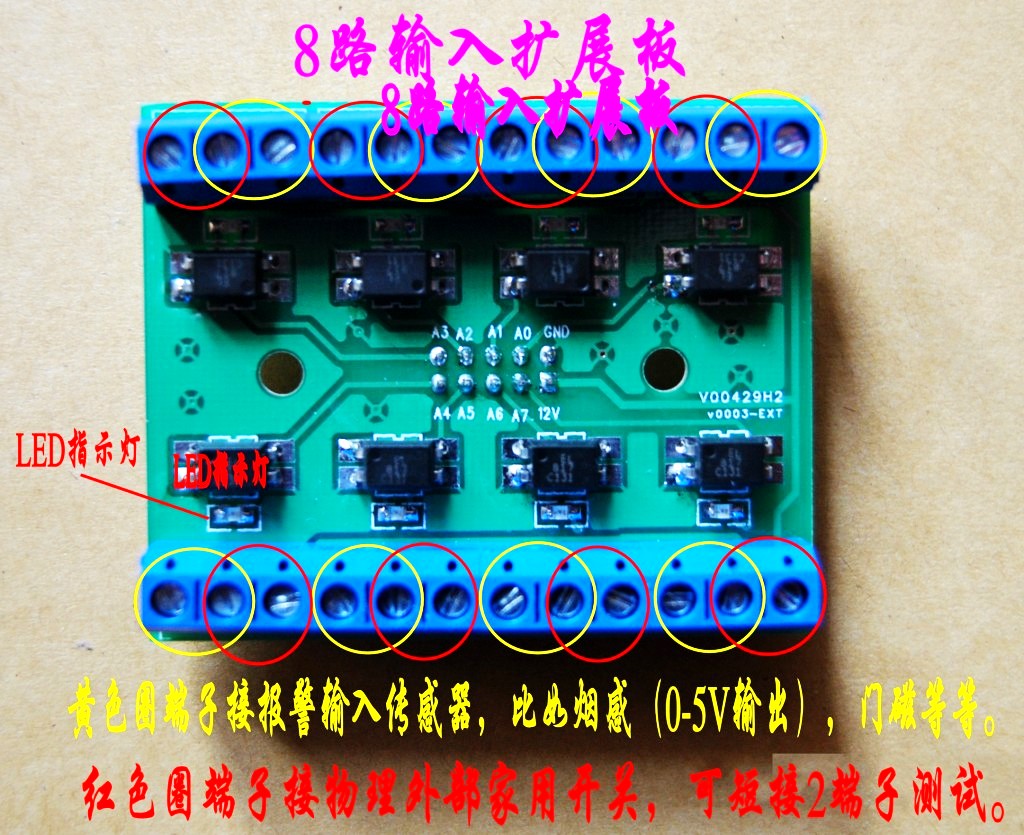 8路输入扩展板
8路输入扩展板
A3 A2 A1 A0 GND
A4 A5 A6 A7 12V
V00429H2
v0003-EXT
LED指示灯
LED指示灯
黄色圈端子接报警输入传感器，比如烟感（0-5V输出），门磁等等。
红色圈端子接物理外部家用开关，可短接2端子测试。